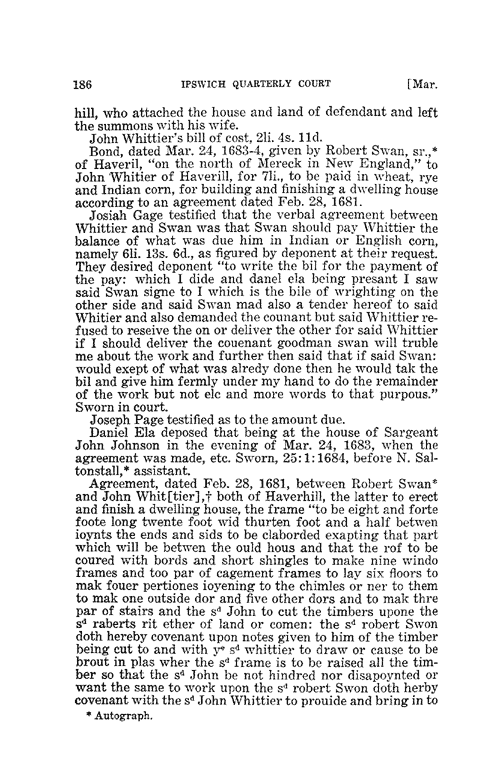 186 IPSWICH QUARTERLY COURT [Mar.
hill, who attached the house and land of defendant and left
the summons with his wife.
John Whittier's bill of cost, 2li. 4s. 11d.
Bond, dated Mar. 24, 1683-4, given by Robert Swan, sr.,*
of Haveril, "on the north of Mereck in New England," to
John Whitier of Haverill, for 7li., to be paid in wheat, rye
and Indian corn, for building and finishing a dwelling house
according to an agreement dated Feb. 28, 1681.
Josiah Gage testified that the verbal agreement between
Whittier and Swan was that Swan should pay Whittier the
balance of what was due him in Indian or English corn,
namely 6li. 13s. 6d., as figured by deponent at their request.
They desired deponent "to write the bil for the payment of
the pay: which I dide and danel ela being presant I saw
said Swan signe to I which is the bile of wrighting on the
other side and said Swan mad also a tender hereof to said
Whitier and also demanded the counant but said Whittier re-
fused to reseive the on or deliver the other for said Whittier
if I should deliver the couenant goodman swan will truble
me about the work and further then said that if said Swan:
would exept of what was alredy done then he would tak the
bil and give him fermly under my hand to do the remainder
of the work but not elc and more words to that purpous."
Sworn in court.
Joseph Page testified as to the amount due.
Daniel Ela deposed that being at the house of Sargeant
John Johnson in the evening of Mar. 24, 1683, when the
agreement was made, etc. Sworn, 25:1:1684, before N. Sal-
tonstall,* assistant.
Agreement, dated Feb. 28, 1681, between Robert Swan*
and John Whit[tier],† both of Haverhill, the latter to erect
and finish a dwelling house, the frame "to be eight and forte
foote long twente foot wid thurten foot and a half betwen
ioynts the ends and sids to be claborded exapting that part
which will be betwen the ould hous and that the rof to be
coured with bords and short shingles to make nine windo
frames and too par of cagement frames to lay six floors to
mak fouer pertiones ioyening to the chimles or ner to them
to mak one outside dor and five other dors and to mak thre
par of stairs and the sd John to cut the timbers upone the
sd raberts rit ether of land or comen: the sd robert Swon
doth hereby covenant upon notes given to him of the timber
being cut to and with ye sd whittier to draw or cause to be
brout in plas wher the sd frame is to be raised all the tim-
ber so that the sd John be not hindred nor disapoynted or
want the same to work upon the sd robert Swon doth herby
covenant with the sd John Whittier to prouide and bring in to
* Autograph.